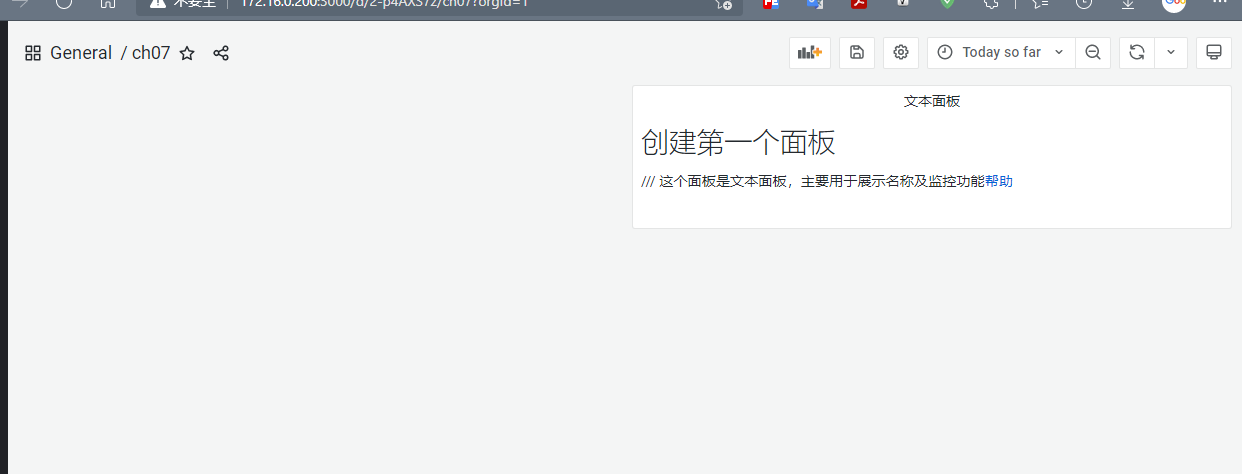 不安全 172.16.0.200:3000/d/z-p4AXS7z/ch07?orgId=1
General / ch07
Today so far
文本面板
创建第一个面板
/// 这个面板是文本面板，主要用于展示名称及监控功能帮助